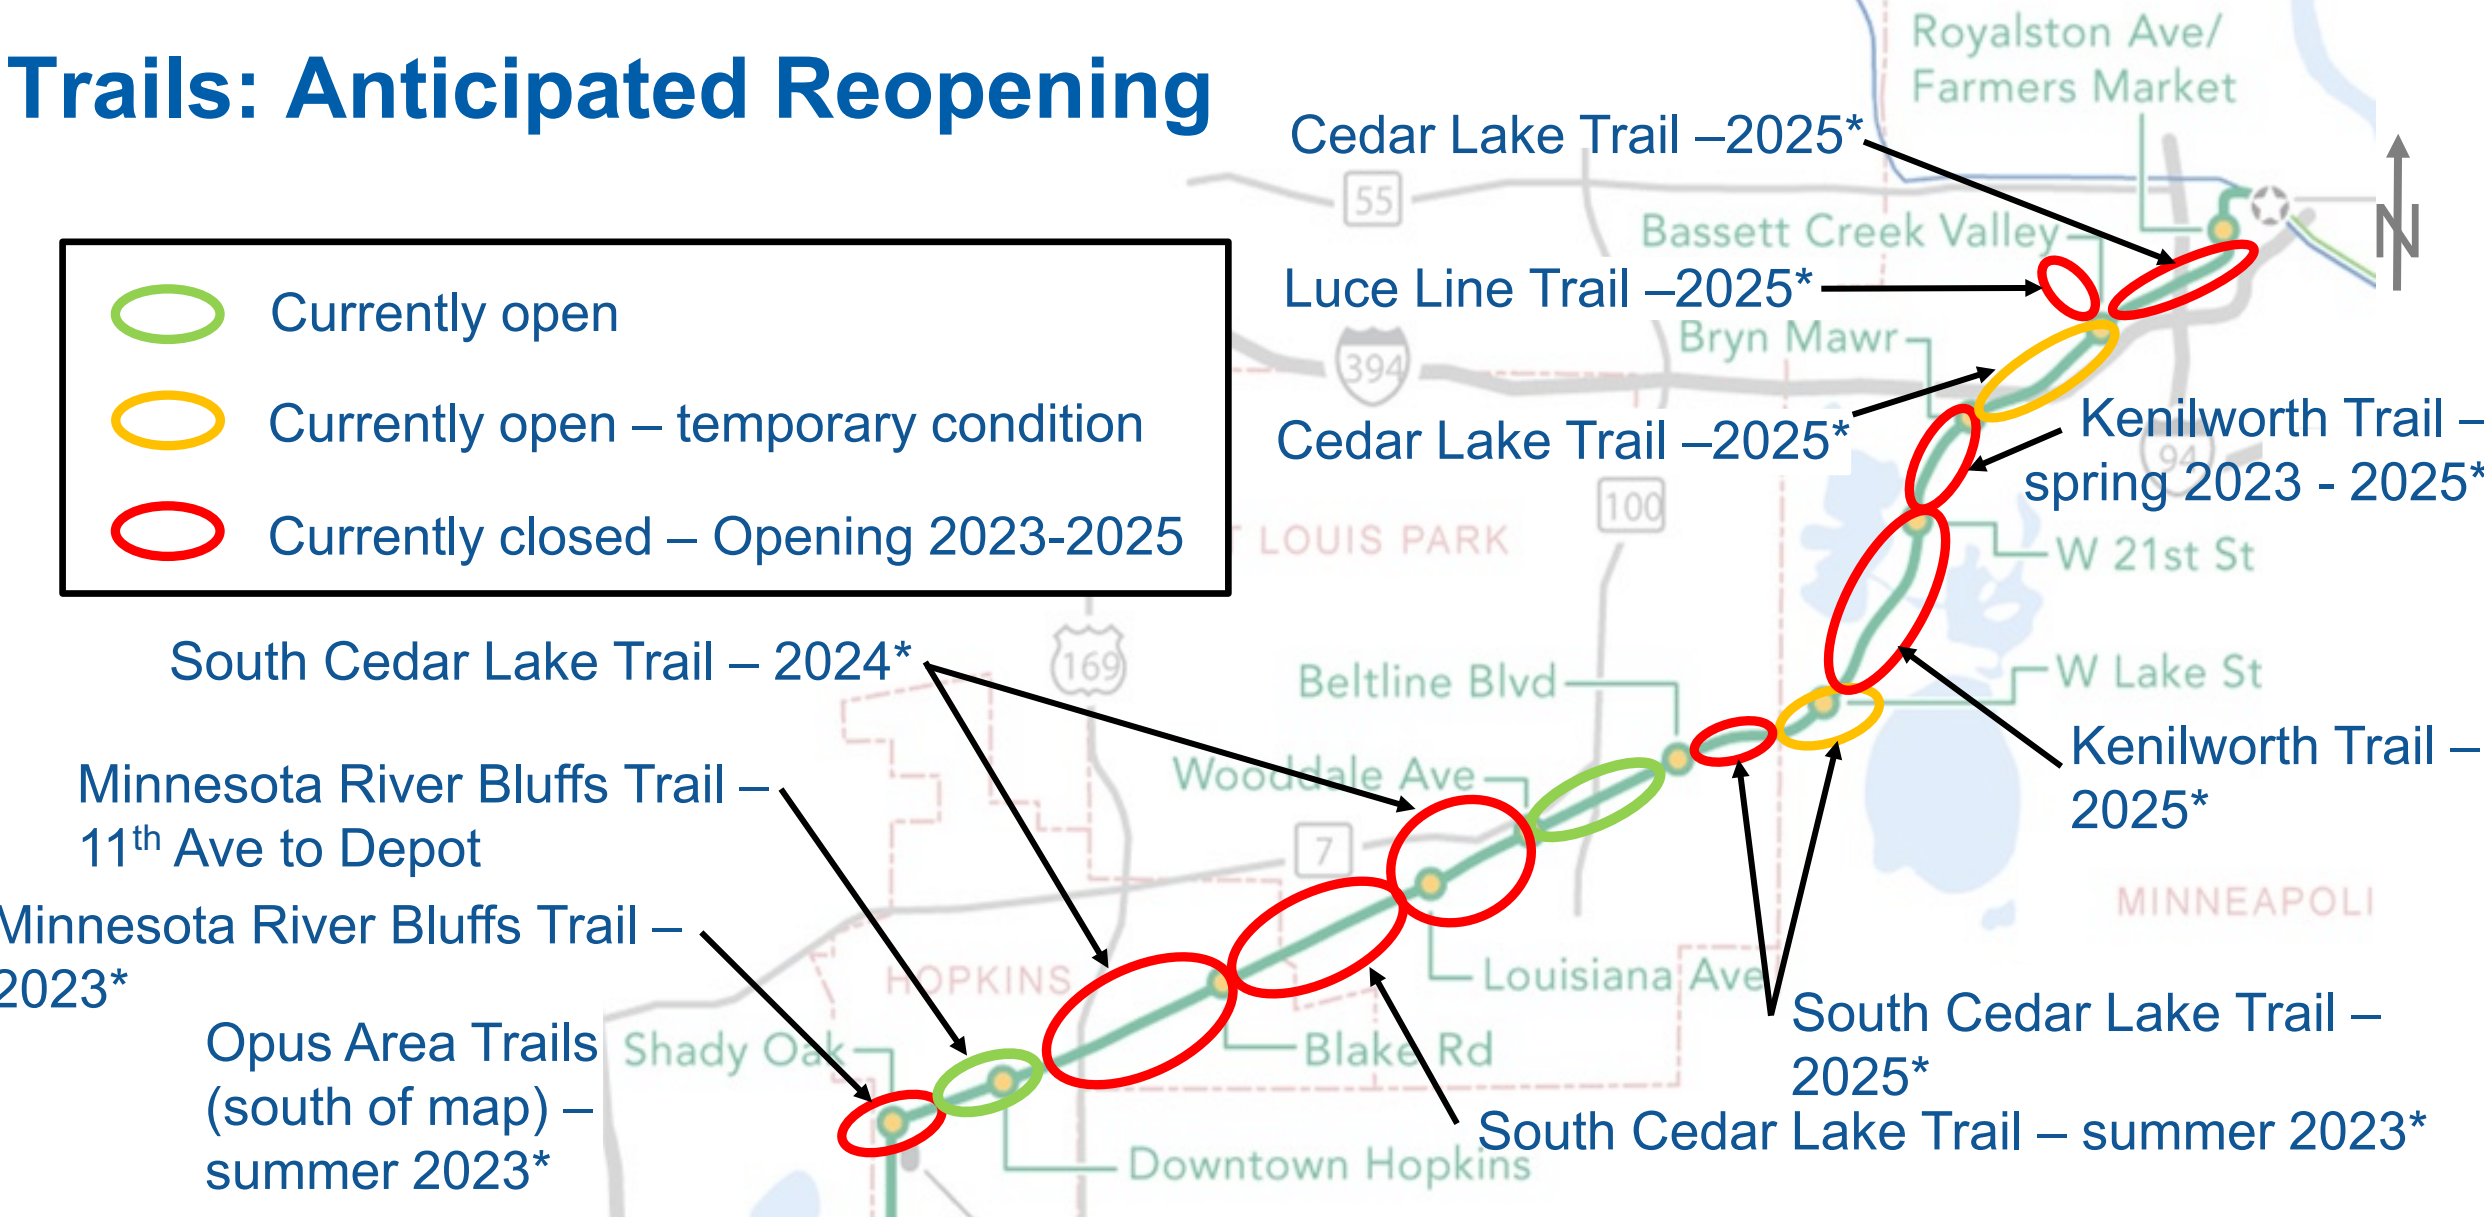 Trails: Anticipated Reopening
Royalston Ave/
Farmers Market
Cedar Lake Trail –2025*
55
Bassett Creek Valley
N
Luce Line Trail –2025*
Currently open
Bryn Mawr
394
Currently open – temporary condition
Cedar Lake Trail –2025*
Kenilworth Trail –
spring 2023 - 2025*
94
100
Currently closed – Opening 2023-2025
LOUIS PARK
W 21st St
South Cedar Lake Trail – 2024*
169
Beltline Blvd
W Lake St
Minnesota River Bluffs Trail –
11th Ave to Depot
Wooddale Ave
Kenilworth Trail –
2025*
7
MINNEAPOLI
Minnesota River Bluffs Trail –
2023*
HOPKINS
Louisiana Ave
Opus Area Trails
(south of map) –
summer 2023*
Shady Oak
Blake Rd
South Cedar Lake Trail –
2025*
South Cedar Lake Trail – summer 2023*
Downtown Hopkins